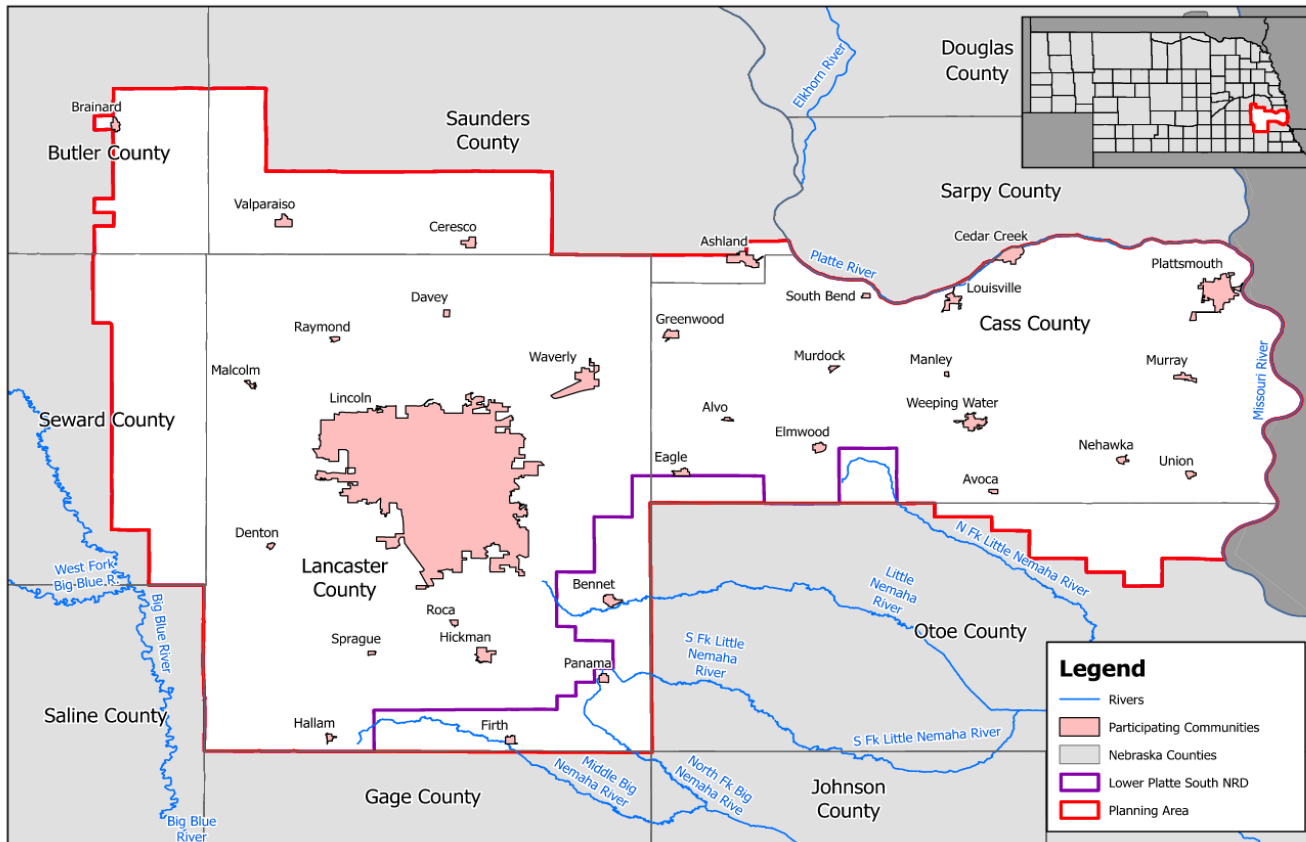 Douglas
County
Elkhorn River
Brainard
Butler County
Saunders
County
Sarpy County
Valparaiso
Ceresco
Ashland
Cedar Creek
Platte River
Plattsmouth
South Bend
Louisville
Davey
Raymond
Greenwood
Cass County
Waverly
Murdock
Manley
Murray
Malcolm
Lincoln
Missouri River
Seward County
Alvo
Weeping Water
Elmwood
Nehawka
Union
Eagle
Avoca
N Fk Little Nemaha River
Denton
Lancaster
County
West Fork
Big Blue R.
Bennet
Little
Nemaha
River
Big Blue River
Roca
Sprague
Hickman
Otoe County
S Fk Little
Nemaha
River
Panama
Saline County
Hallam
Firth
S Fk Little Nemaha River
Middle Big
Nemaha River
North Fk Big
Nemaha Rive
Gage County
Johnson
County
Big Blue
River
Legend
Rivers
Participating Communities
Nebraska Counties
Lower Platte South NRD
Planning Area